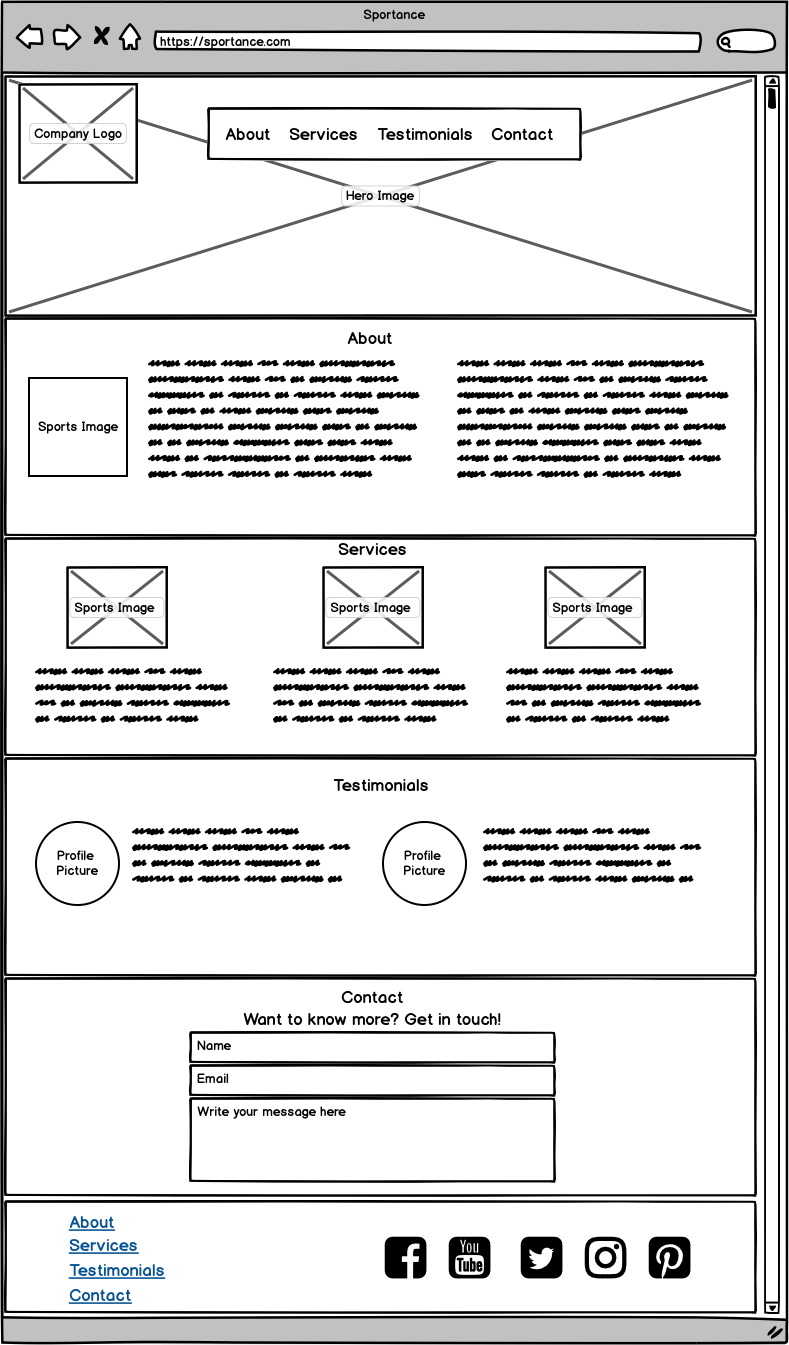 Sportance
https://sportance.com
Company Logo
About Services Testimonials Contact
Hero Image
About
Sports Image
Services
Sports Image Sports Image Sports Image
Testimonials
Profile
Picture
Profile
Picture
Contact
Want to know more? Get in touch!
Name
Email
Write your message here
About
Services
Testimonials
Contact
You
Tube